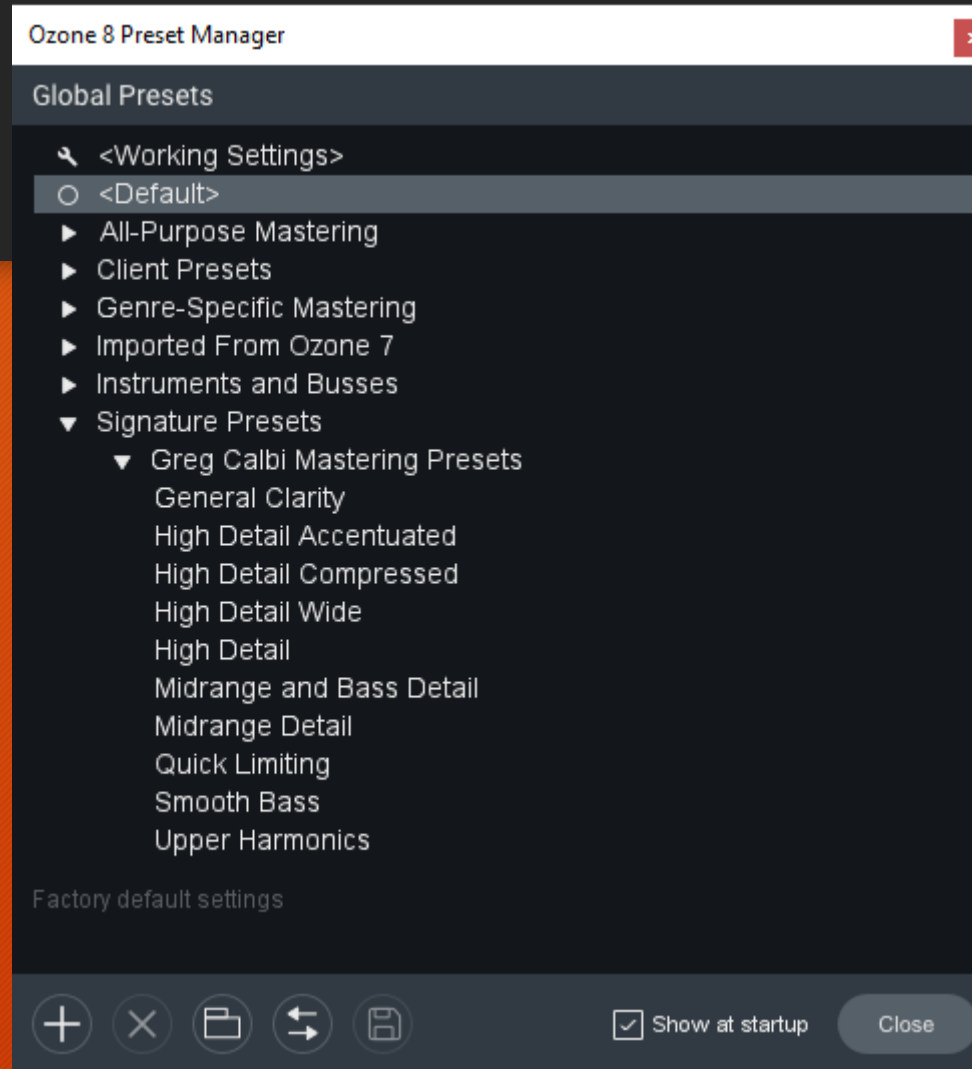 Ozone 8 Preset Manager
Global Presets
<Working Settings>
<Default>
All-Purpose Mastering
Client Presets
Genre-Specific Mastering
Imported From Ozone 7
Instruments and Busses
Signature Presets
Greg Calbi Mastering Presets
General Clarity
High Detail Accentuated
High Detail Compressed
High Detail Wide
High Detail
Midrange and Bass Detail
Midrange Detail
Quick Limiting
Smooth Bass
Upper Harmonics
Factory default settings
Show at startup Close